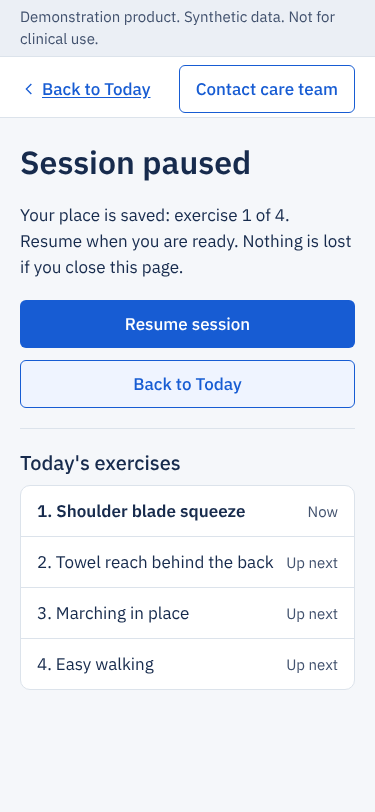 Demonstration product. Synthetic data. Not for
clinical use.
Back to Today
Contact care team
Session paused
Your place is saved: exercise 1 of 4.
Resume when you are ready. Nothing is lost
if you close this page.
Resume session
Back to Today
Today's exercises
1. Shoulder blade squeeze Now
2. Towel reach behind the back Up next
3. Marching in place Up next
4. Easy walking Up next